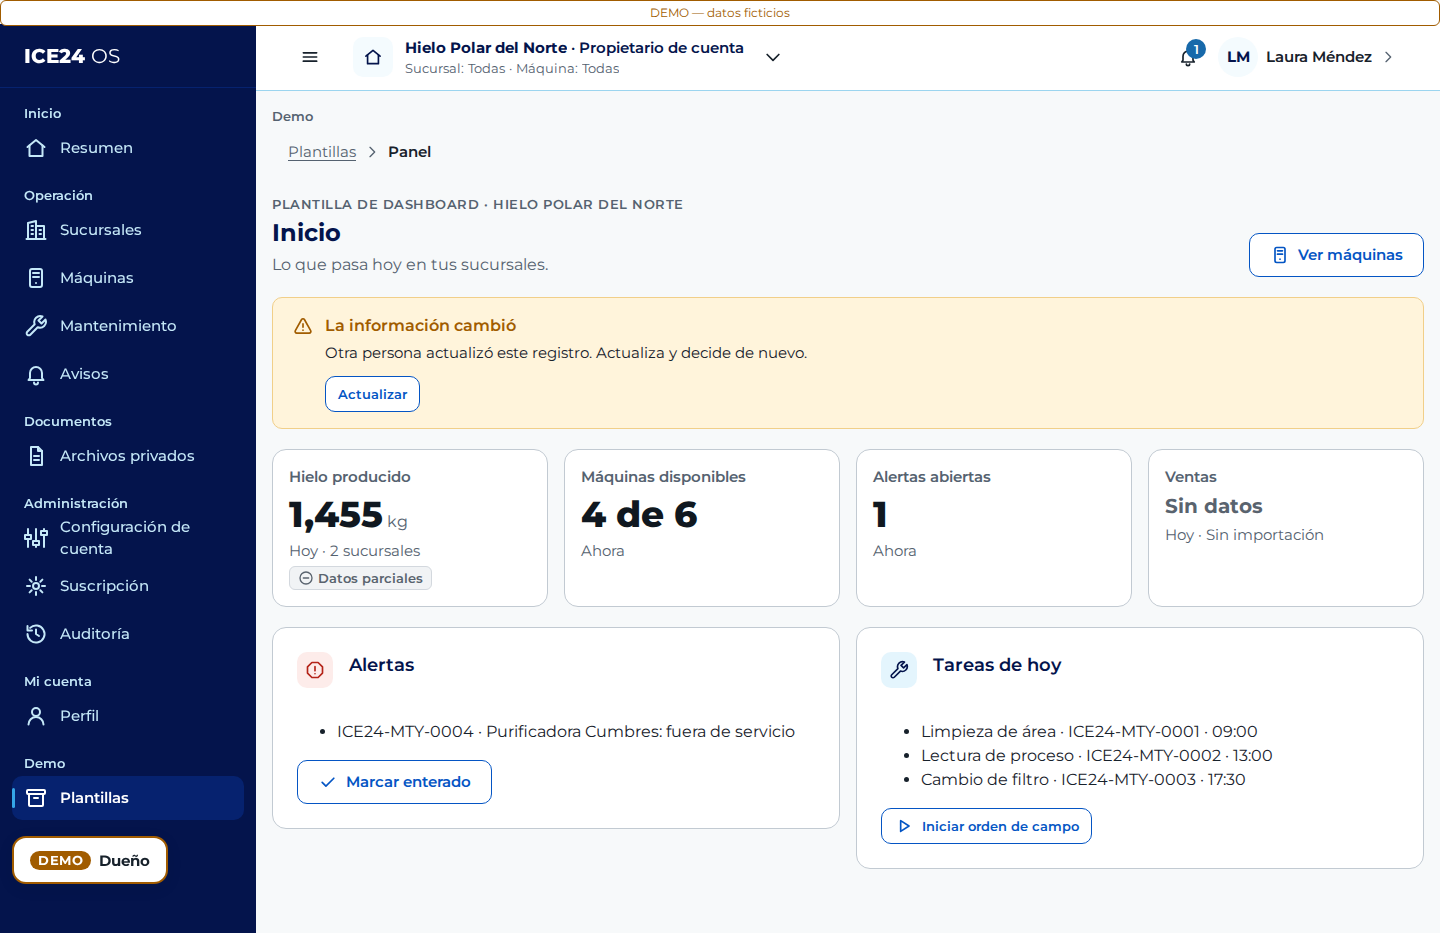 DEMO — datos ficticios
ICE24 OS
Inicio
Resumen
Operación
Sucursales
Máquinas
Mantenimiento
Avisos
Documentos
Archivos privados
Administración
Configuración de
cuenta
Suscripción
Auditoría
Mi cuenta
Perfil
Demo
Plantillas
DEMO Dueño
Hielo Polar del Norte · Propietario de cuenta
Sucursal: Todas · Máquina: Todas
1
LM Laura Méndez
Demo
Plantillas > Panel
PLANTILLA DE DASHBOARD · HIELO POLAR DEL NORTE
Inicio
Lo que pasa hoy en tus sucursales.
Ver máquinas
La información cambió
Otra persona actualizó este registro. Actualiza y decide de nuevo.
Actualizar
Hielo producido
1,455 kg
Hoy · 2 sucursales
Datos parciales
Máquinas disponibles
4 de 6
Ahora
Alertas abiertas
1
Ahora
Ventas
Sin datos
Hoy · Sin importación
Alertas
• ICE24-MTY-0004 · Purificadora Cumbres: fuera de servicio
Marcar enterado
Tareas de hoy
• Limpieza de área · ICE24-MTY-0001 · 09:00
• Lectura de proceso · ICE24-MTY-0002 · 13:00
• Cambio de filtro · ICE24-MTY-0003 · 17:30
Iniciar orden de campo